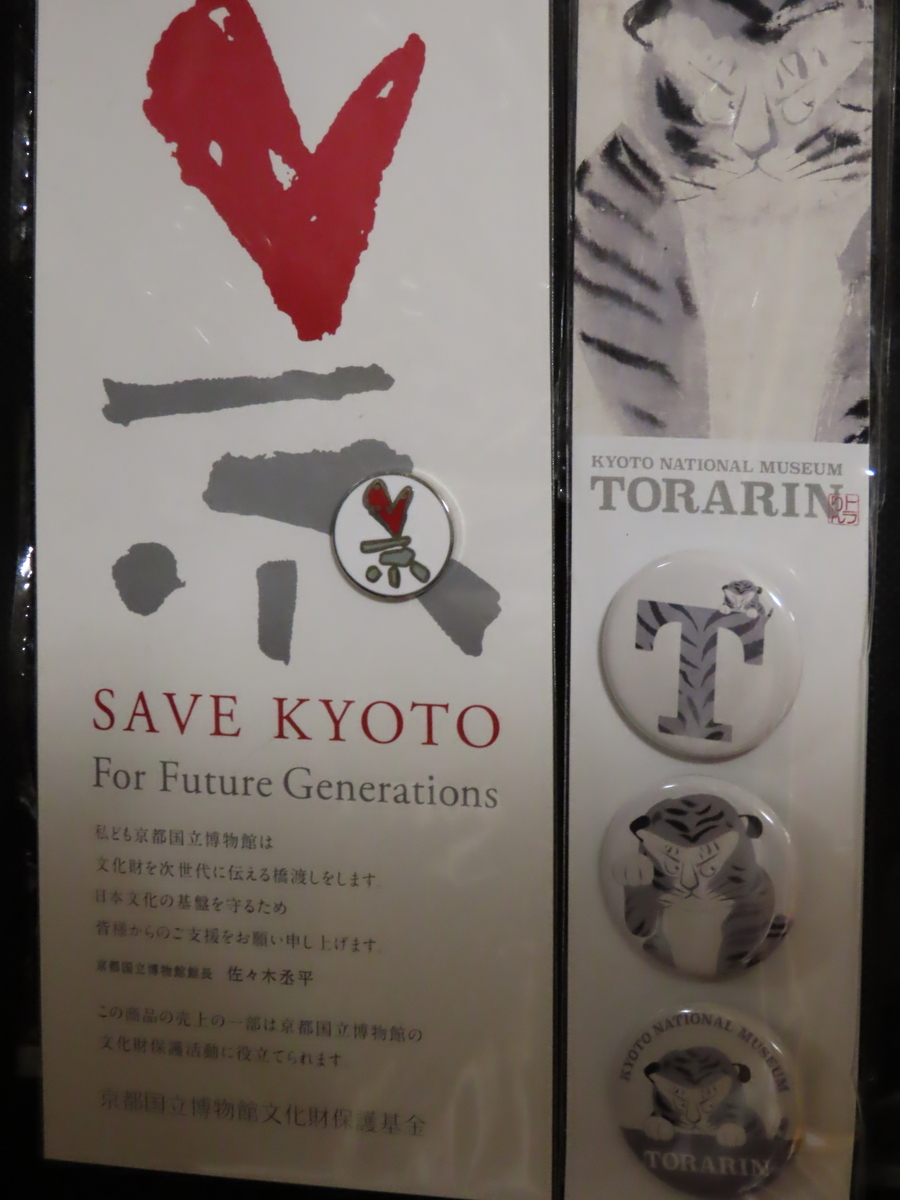 京
SAVE KYOTO
For Future Generations
私ども京都国立博物館は
文化財を次世代に伝える橋渡しをします。
日本文化の基盤を守るため
皆様からのご支援をお願い申し上げます。
京都国立博物館館長 佐々木丞平
この商品の売上の一部は京都国立博物館の
文化財保護活動に役立てられます。
京都国立博物館文化財保護基金
KYOTO NATIONAL MUSEUM
TORARIN
トラりん
T
KYOTO NATIONAL MUSEUM
TORARIN